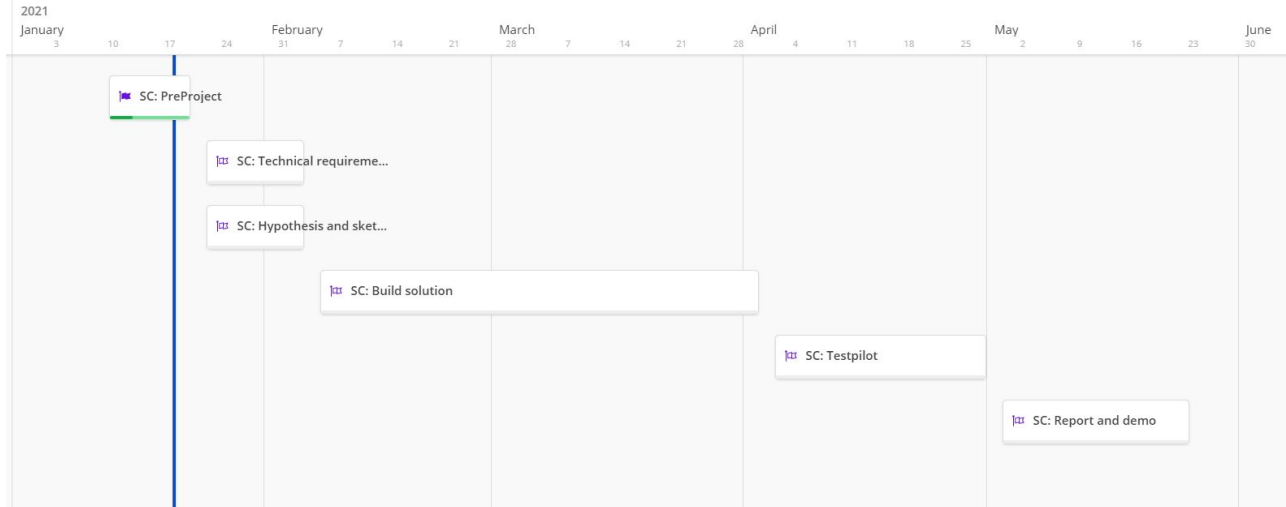 2021
January February March April May June
3 10 17 24 31 7 14 21 28 7 14 21 28 4 11 18 25 2 9 16 23 30
SC: PreProject
SC: Technical requireme...
SC: Hypothesis and sket...
SC: Build solution
SC: Testpilot
SC: Report and demo